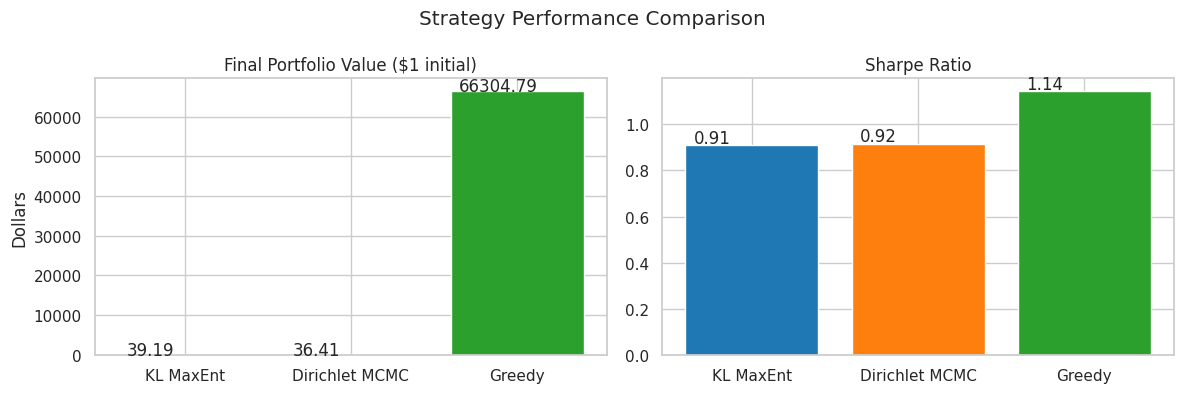 Strategy Performance Comparison
Final Portfolio Value ($1 initial)
Dollars
60000
50000
40000
30000
20000
10000
0
39.19
36.41
66304.79
KL MaxEnt
Dirichlet MCMC
Greedy
Sharpe Ratio
1.0
0.8
0.6
0.4
0.2
0.0
0.91
0.92
1.14
KL MaxEnt
Dirichlet MCMC
Greedy